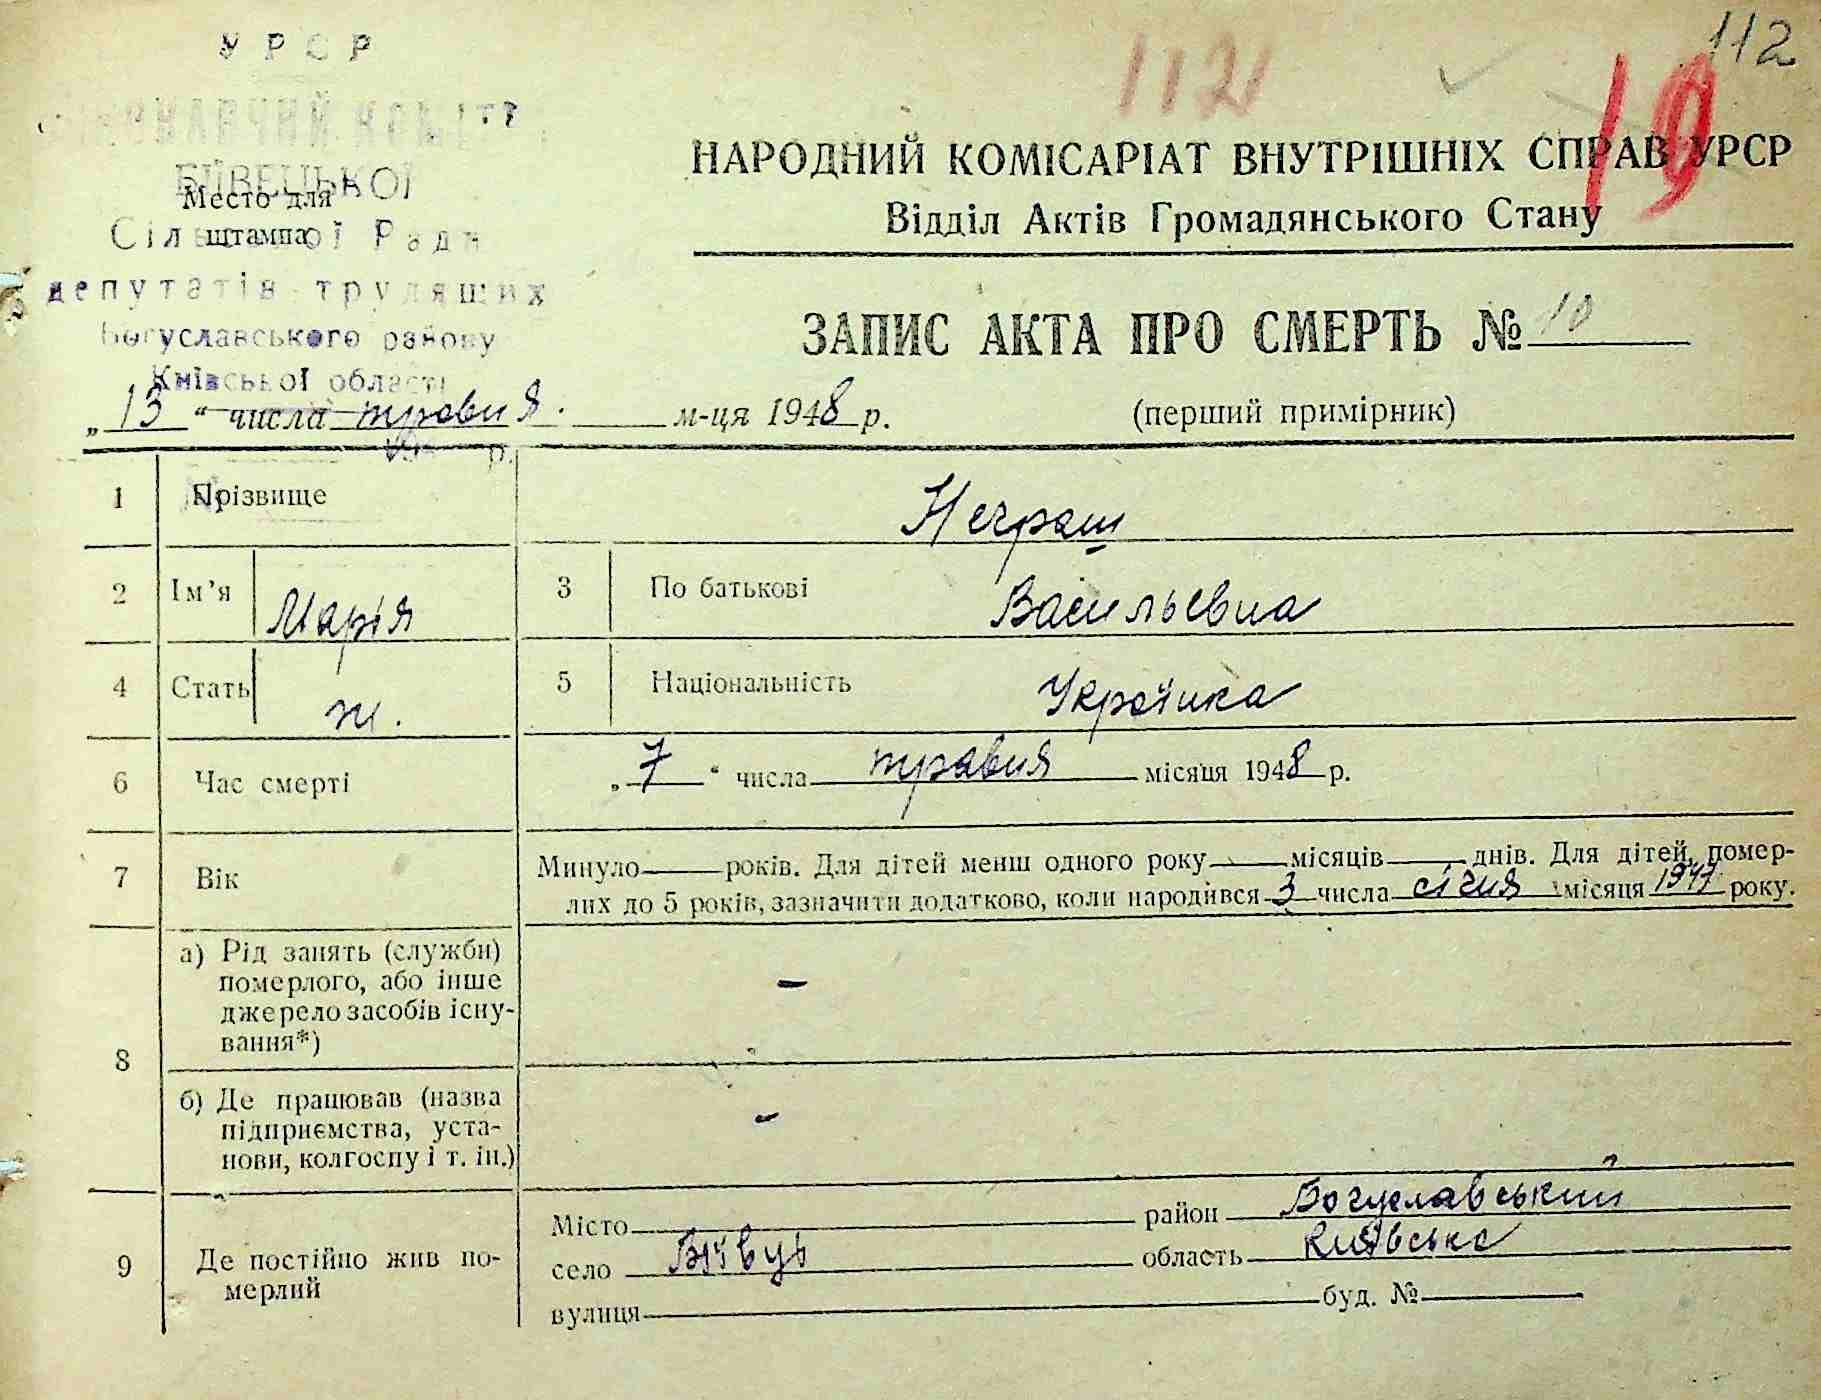 112
112
19
УРСР
БІЇВЕЦЬКОЇ
Место для
штампа
Сільської Ради
депутатів трудящих
Богуславського району
Київської області
НАРОДНИЙ КОМІСАРІАТ ВНУТРІШНІХ СПРАВ УРСР
Відділ Актів Громадянського Стану
ЗАПИС АКТА ПРО СМЕРТЬ № 10
„13“ числа травня м-ця 1948 р.
(перший примірник)
1 Прізвище
2 Ім’я Марія 3 По батькові Васильевна
4 Стать ж. 5 Національність Українка
6 Час смерті „7“ числа травня місяця 1948 р.
7 Вік Минуло — років. Для дітей менш одного року — місяців — днів. Для дітей, помер-
лих до 5 років, зазначити додатково, коли народився 3 числа січня місяця 1947 року.
8 а) Рід занять (служби)
померлого, або інше
джерело засобів існу-
вання*) –
б) Де працював (назва
підприємства, уста-
нови, колгоспу і т. ін.) –
9 Де постійно жив по-
мерлий
Місто район Богуславський
село Біївці область Київська
вулиця буд. №